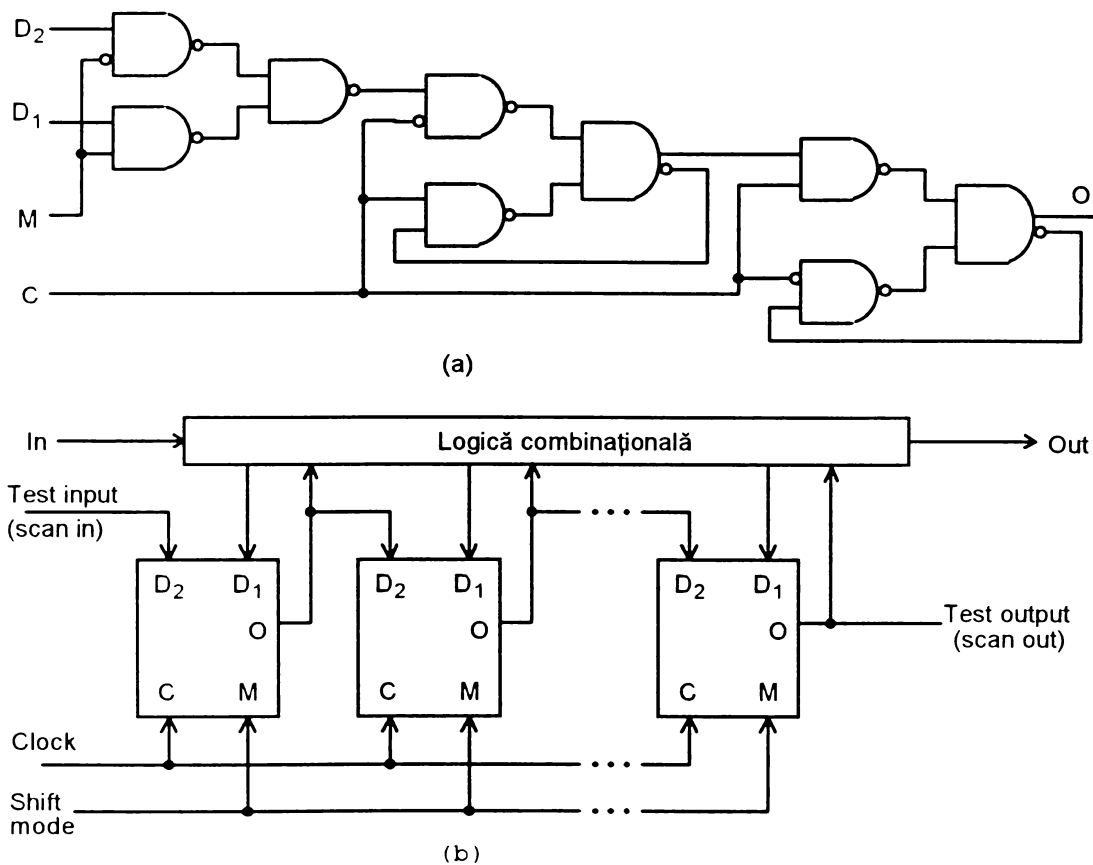 D2
D1
M
C
O
(a)
In
Logică combinațională
Out
Test input
(scan in)
D2 D1
O
C M
D2 D1
O
C M
D2 D1
O
C M
Test output
(scan out)
Clock
Shift
mode
(b)